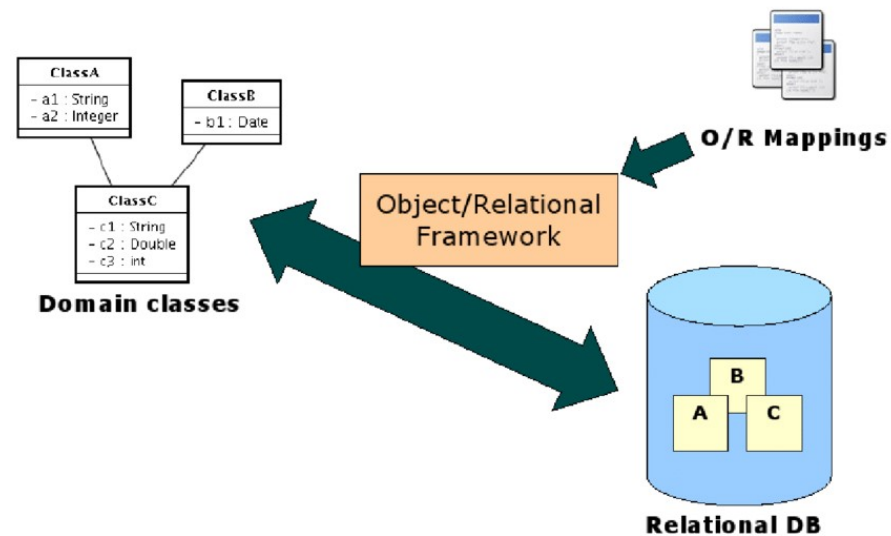 ClassA
- a1 : String
- a2 : Integer
ClassB
- b1 : Date
ClassC
- c1 : String
- c2 : Double
- c3 : int
Domain classes
O/R Mappings
Object/Relational
Framework
B
A
C
Relational DB